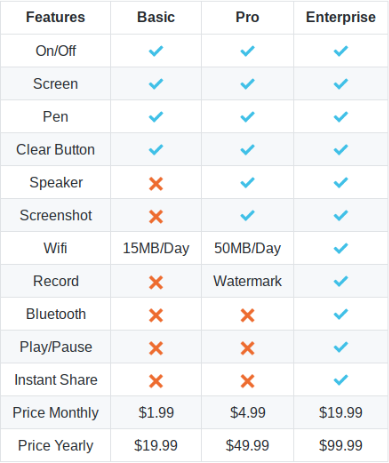 Features Basic Pro Enterprise
On/Off
Screen
Pen
Clear Button
Speaker
Screenshot
Wifi 15MB/Day 50MB/Day
Record Watermark
Bluetooth
Play/Pause
Instant Share
Price Monthly $1.99 $4.99 $19.99
Price Yearly $19.99 $49.99 $99.99